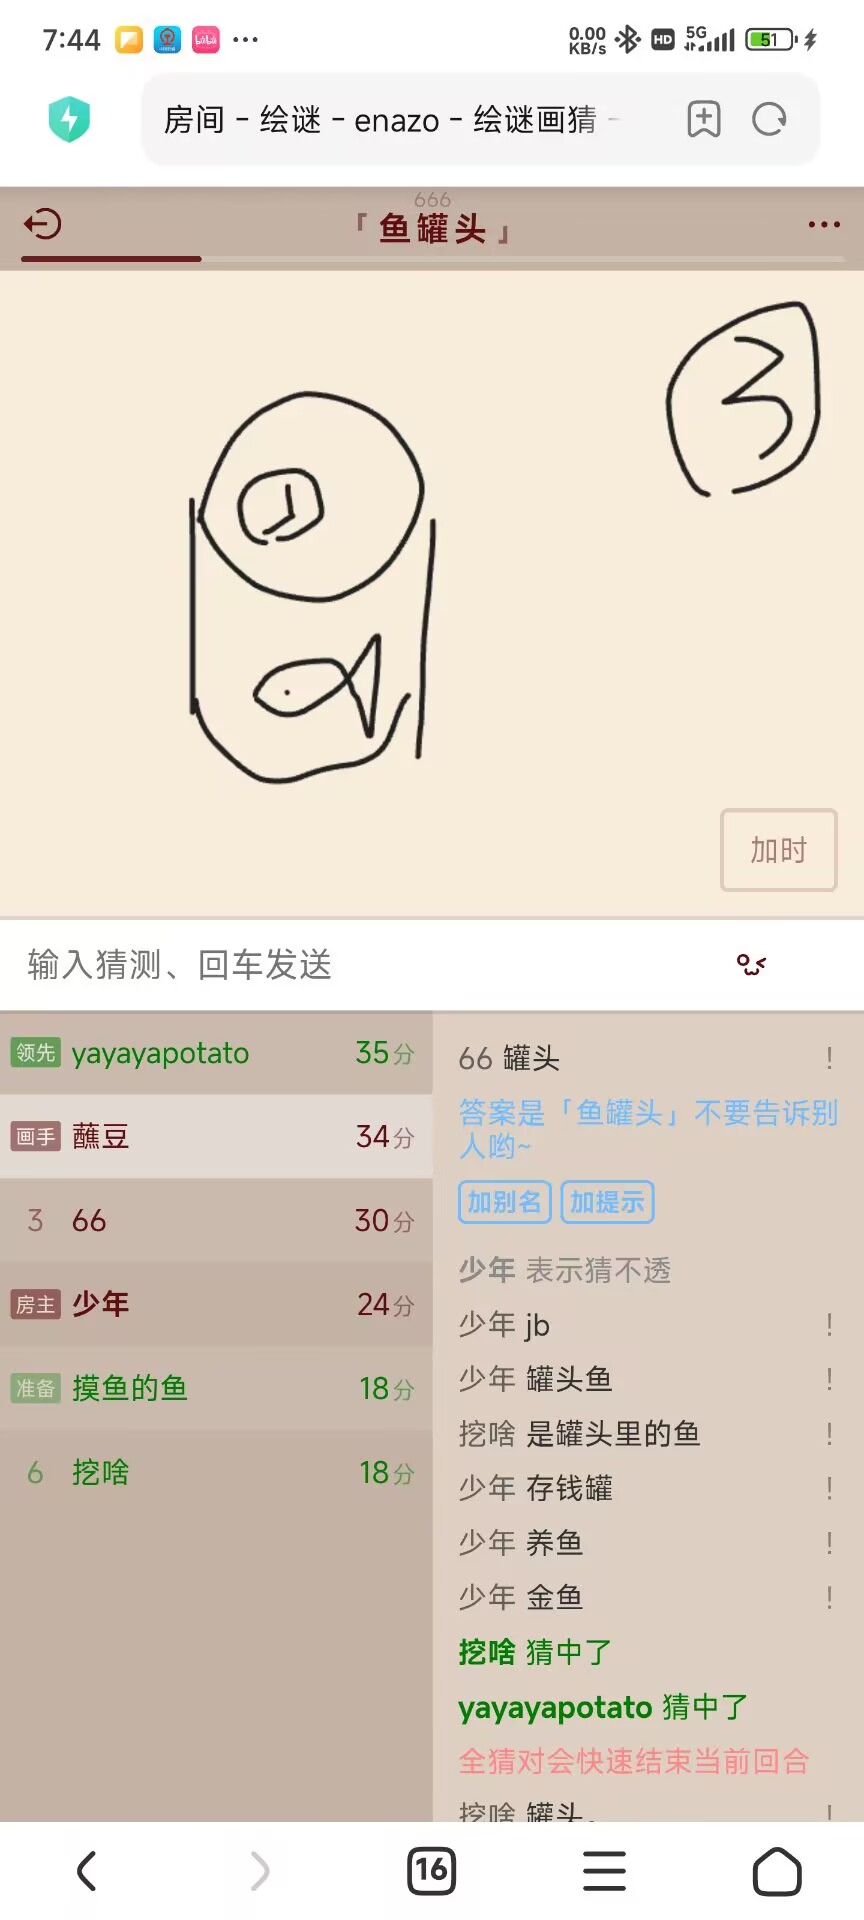 7:44
0.00
KB/s
HD
5G
51
房间 - 绘谜 - enazo - 绘谜画猜 -
666
「鱼罐头」
3
加时
输入猜测、回车发送
领先 yayayapotato 35分
画手 蘸豆 34分
3 66 30分
房主 少年 24分
准备 摸鱼的鱼 18分
6 挖啥 18分
66 罐头 !
答案是「鱼罐头」不要告诉别
人哟~
加别名 加提示
少年 表示猜不透
少年 jb !
少年 罐头鱼 !
挖啥 是罐头里的鱼 !
少年 存钱罐 !
少年 养鱼 !
少年 金鱼 !
挖啥 猜中了
yayayapotato 猜中了
全猜对会快速结束当前回合
挖啥 罐头。 !
16